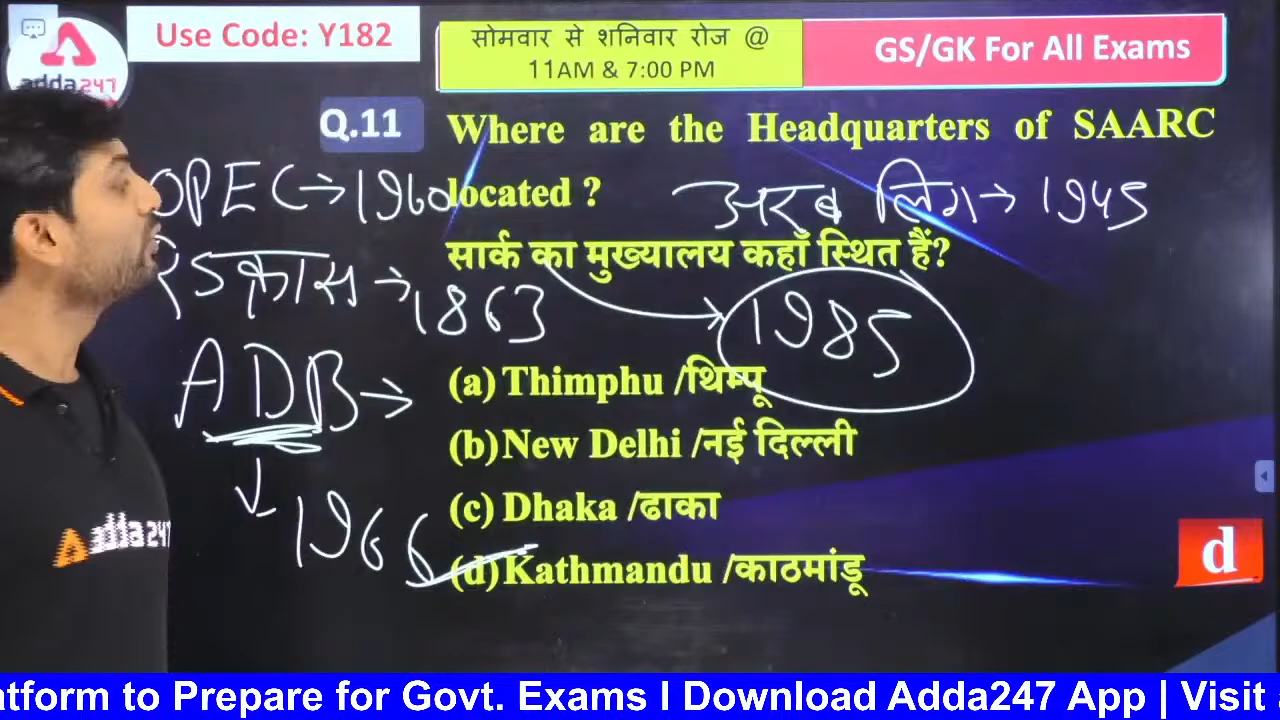 Use Code: Y182
सोमवार से शनिवार रोज @
11AM & 7:00 PM
GS/GK For All Exams
adda247
Q.11
Where are the Headquarters of SAARC
located ?
OPEC→1960
अरब लिग→1945
सार्क का मुख्यालय कहाँ स्थित हैं?
रेडक्रास→1863
1985
ADB→
1966
(a) Thimphu /थिम्पू
(b) New Delhi /नई दिल्ली
(c) Dhaka /ढाका
(d) Kathmandu /काठमांडू
d
adda247
atform to Prepare for Govt. Exams I Download Adda247 App | Visit